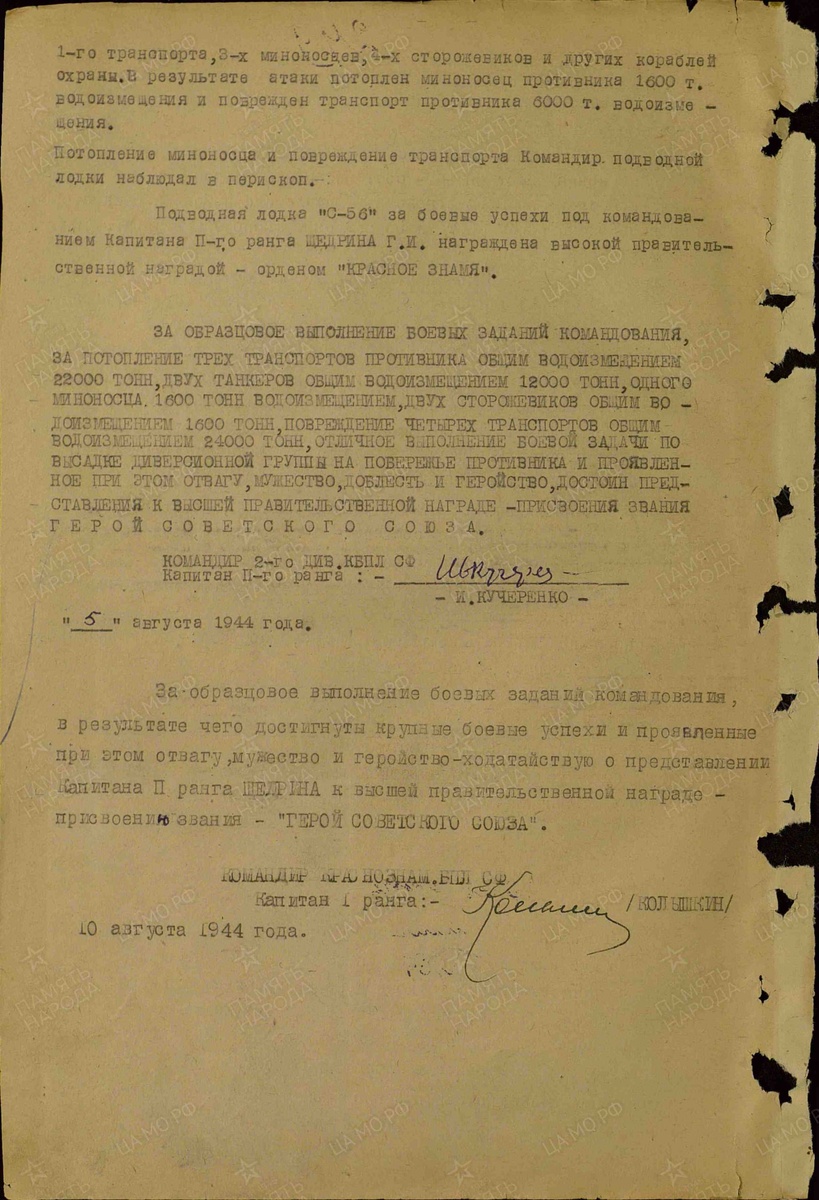 1-го транспорта,3-х миноносцев,4-х сторожевиков и других кораблей
охраны.В результате атаки потоплен миноносец противника 1600 т.
водоизмещения и поврежден транспорт противника 6000 т. водоизме -
щения.
Потопление миноносца и повреждение транспорта Командир подводной
лодки наблюдал в перископ.-
Подводная лодка "С-56" за боевые успехи под командова-
нием Капитана П-го ранга ЩЕДРИНА Г.И. награждена высокой правитель-
ственной наградой - орденом "КРАСНОЕ ЗНАМЯ".
ЗА ОБРАЗЦОВОЕ ВЫПОЛНЕНИЕ БОЕВЫХ ЗАДАНИЙ КОМАНДОВАНИЯ,
ЗА ПОТОПЛЕНИЕ ТРЕХ ТРАНСПОРТОВ ПРОТИВНИКА ОБЩИМ ВОДОИЗМЕЩЕНИЕМ
22000 ТОНН,ДВУХ ТАНКЕРОВ ОБЩИМ ВОДОИЗМЕЩЕНИЕМ 12000 ТОНН,ОДНОГО
МИНОНОСЦА 1600 ТОНН ВОДОИЗМЕЩЕНИЕМ,ДВУХ СТОРОЖЕВИКОВ ОБЩИМ ВО -
ДОИЗМЕЩЕНИЕМ 1600 ТОНН,ПОВРЕЖДЕНИЕ ЧЕТЫРЕХ ТРАНСПОРТОВ ОБЩИМ
ВОДОИЗМЕЩЕНИЕМ 24000 ТОНН,ОТЛИЧНОЕ ВЫПОЛНЕНИЕ БОЕВОЙ ЗАДАЧИ ПО
ВЫСАДКЕ ДИВЕРСИОННОЙ ГРУППЫ НА ПОБЕРЕЖЬЕ ПРОТИВНИКА И ПРОЯВЛЕН-
НОЕ ПРИ ЭТОМ ОТВАГУ,МУЖЕСТВО,ДОБЛЕСТЬ И ГЕРОЙСТВО,ДОСТОИН ПРЕД-
СТАВЛЕНИЯ К ВЫСШЕЙ ПРАВИТЕЛЬСТВЕННОЙ НАГРАДЕ -ПРИСВОЕНИЯ ЗВАНИЯ
Г Е Р О Й С О В Е Т С К О Г О С О Ю З А.
КОМАНДИР 2-го ДИВ.КБПЛ СФ
Капитан П-го ранга : -
- И.КУЧЕРЕНКО -
"5" августа 1944 года.
За образцовое выполнение боевых заданий командования,
в результате чего достигнуты крупные боевые успехи и проявленные
при этом отвагу,мужество и геройство-ходатайствую о представлении
Капитана П ранга ЩЕДРИНА к высшей правительственной награде -
присвоению звания - "ГЕРОЙ СОВЕТСКОГО СОЮЗА".
КОМАНДИР КРАСНОЗНАМ.БПЛ СФ
Капитан 1 ранга:- /КОЛЫШКИН/
10 августа 1944 года.